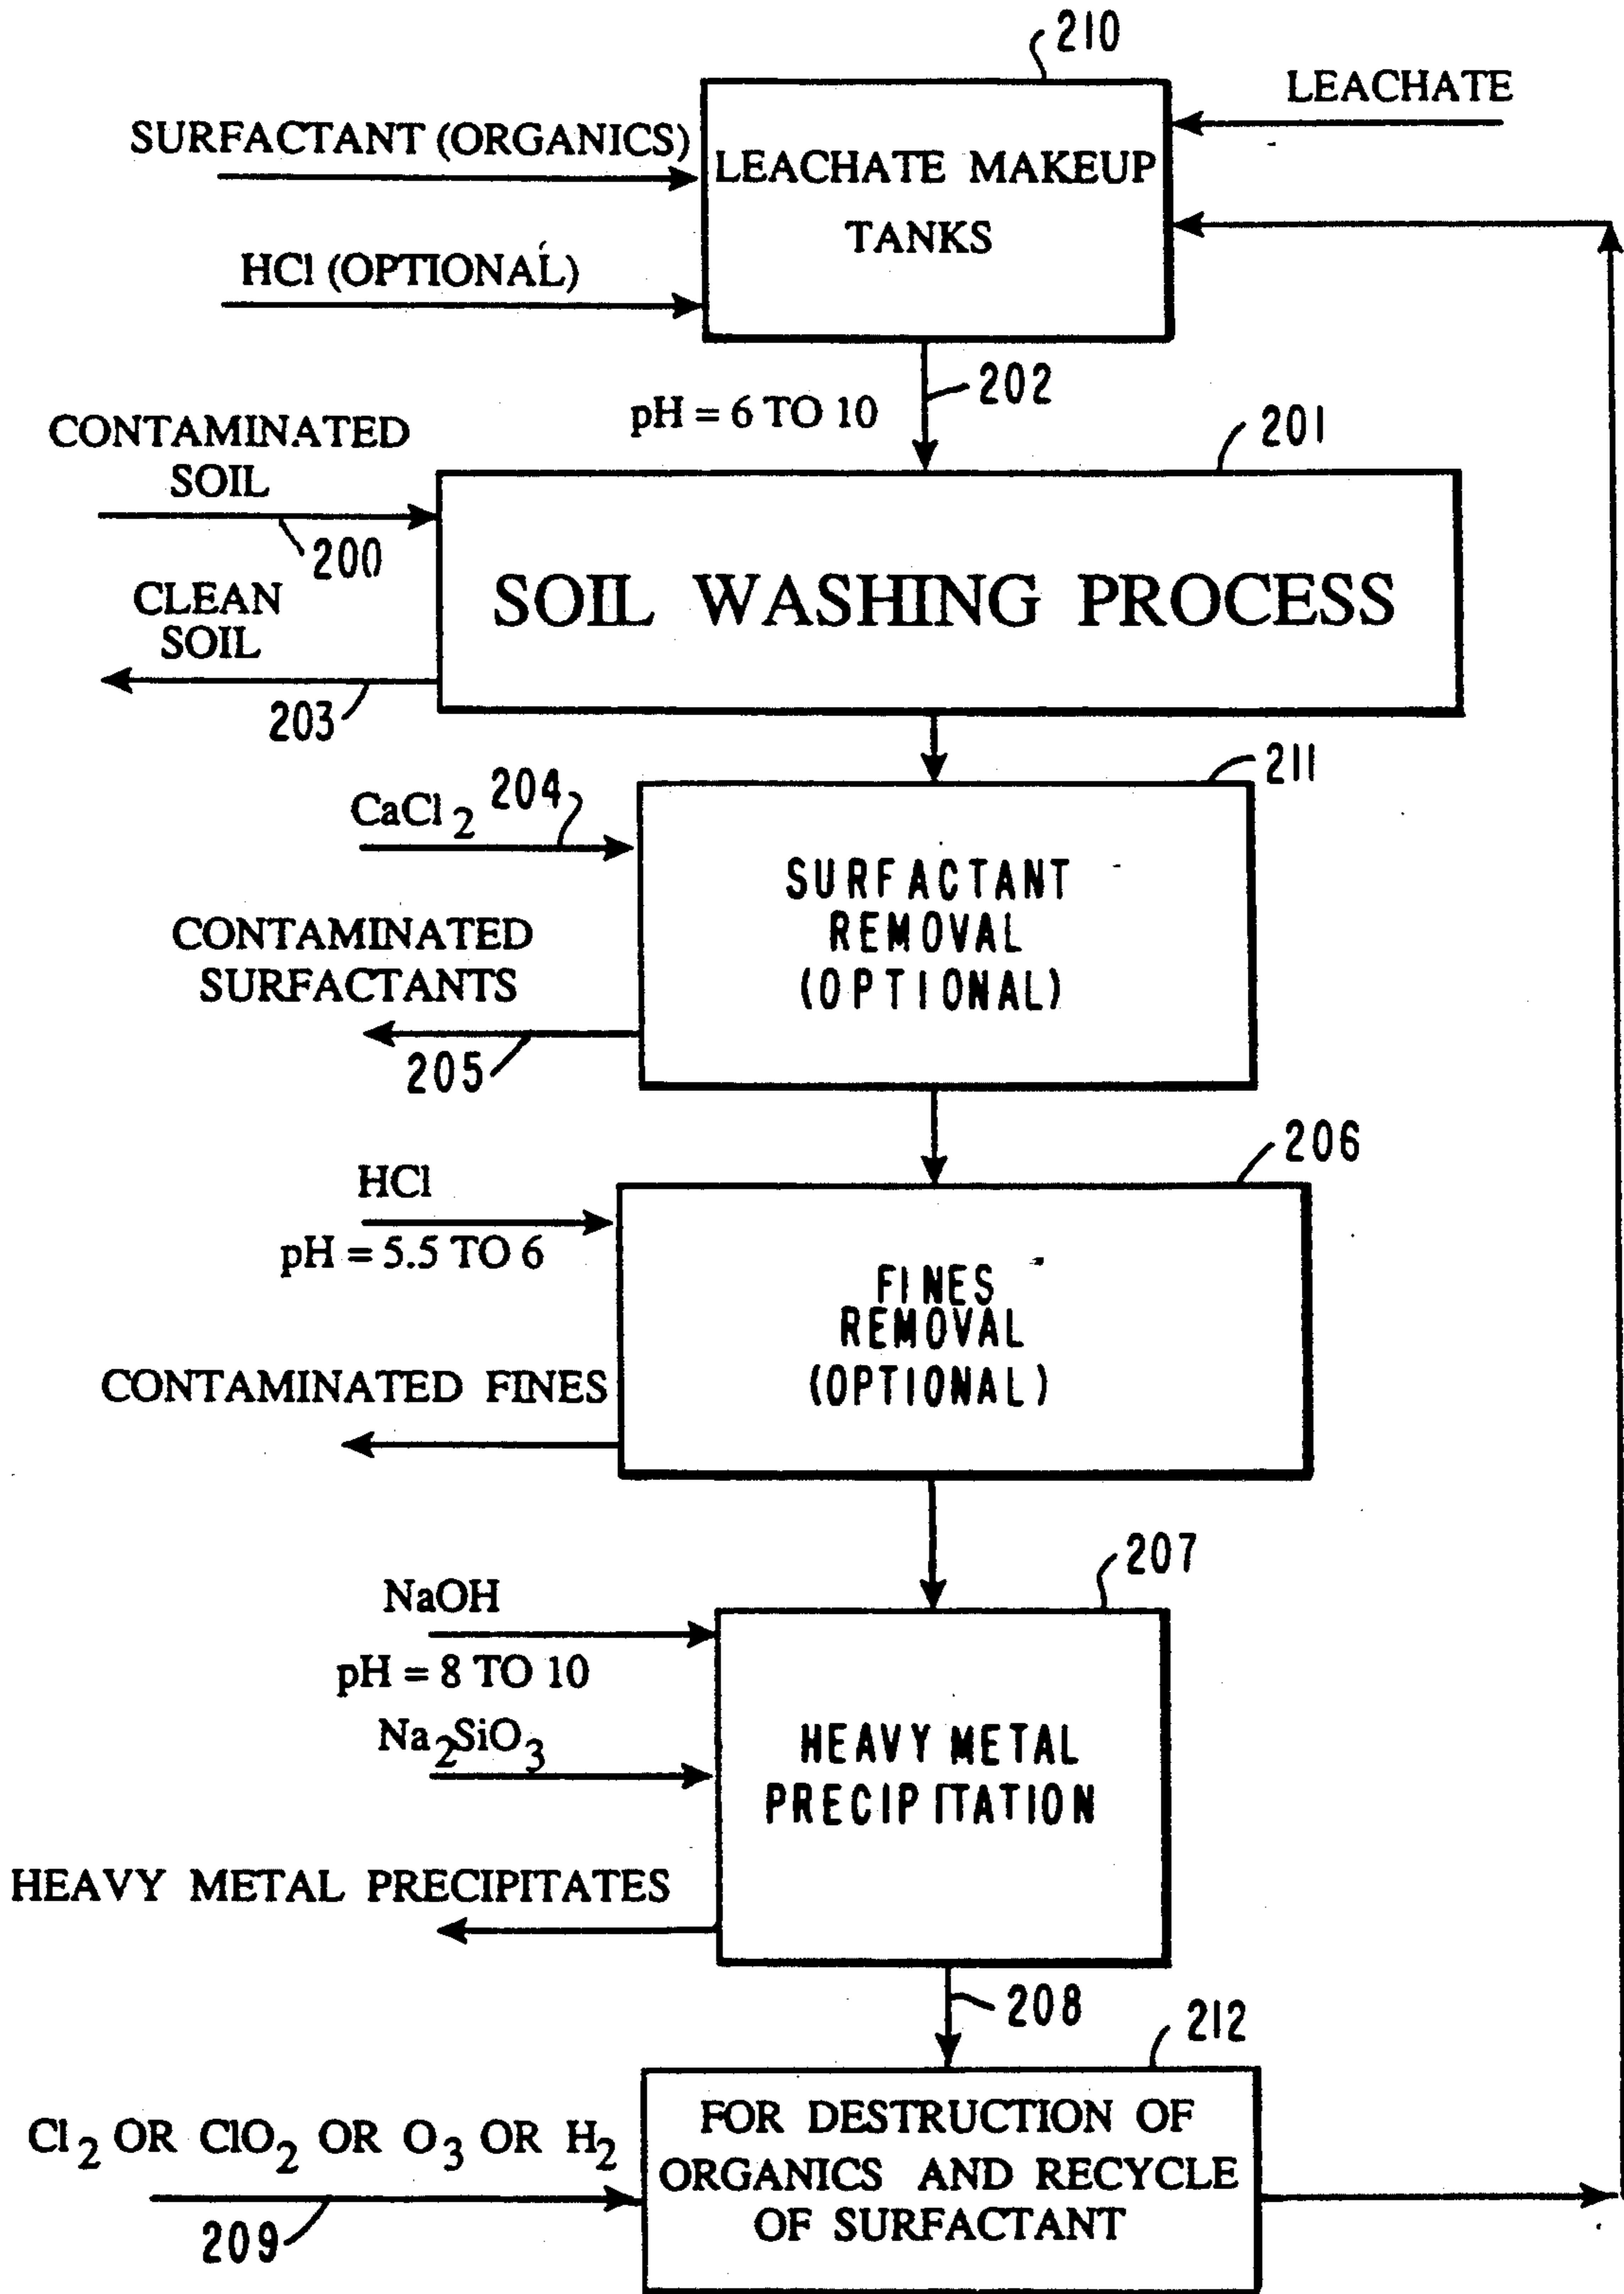 210
LEACHATE
SURFACTANT (ORGANICS)
LEACHATE MAKEUP
TANKS
HCl (OPTIONAL)
202
pH = 6 TO 10
201
CONTAMINATED
SOIL
200
SOIL WASHING PROCESS
CLEAN
SOIL
203
211
CaCl2 204
SURFACTANT
REMOVAL
(OPTIONAL)
CONTAMINATED
SURFACTANTS
205
206
HCl
pH = 5.5 TO 6
FINES
REMOVAL
(OPTIONAL)
CONTAMINATED FINES
207
NaOH
pH = 8 TO 10
Na2SiO3
HEAVY METAL
PRECIPITATION
HEAVY METAL PRECIPITATES
208
212
Cl2 OR ClO2 OR O3 OR H2
209
FOR DESTRUCTION OF
ORGANICS AND RECYCLE
OF SURFACTANT